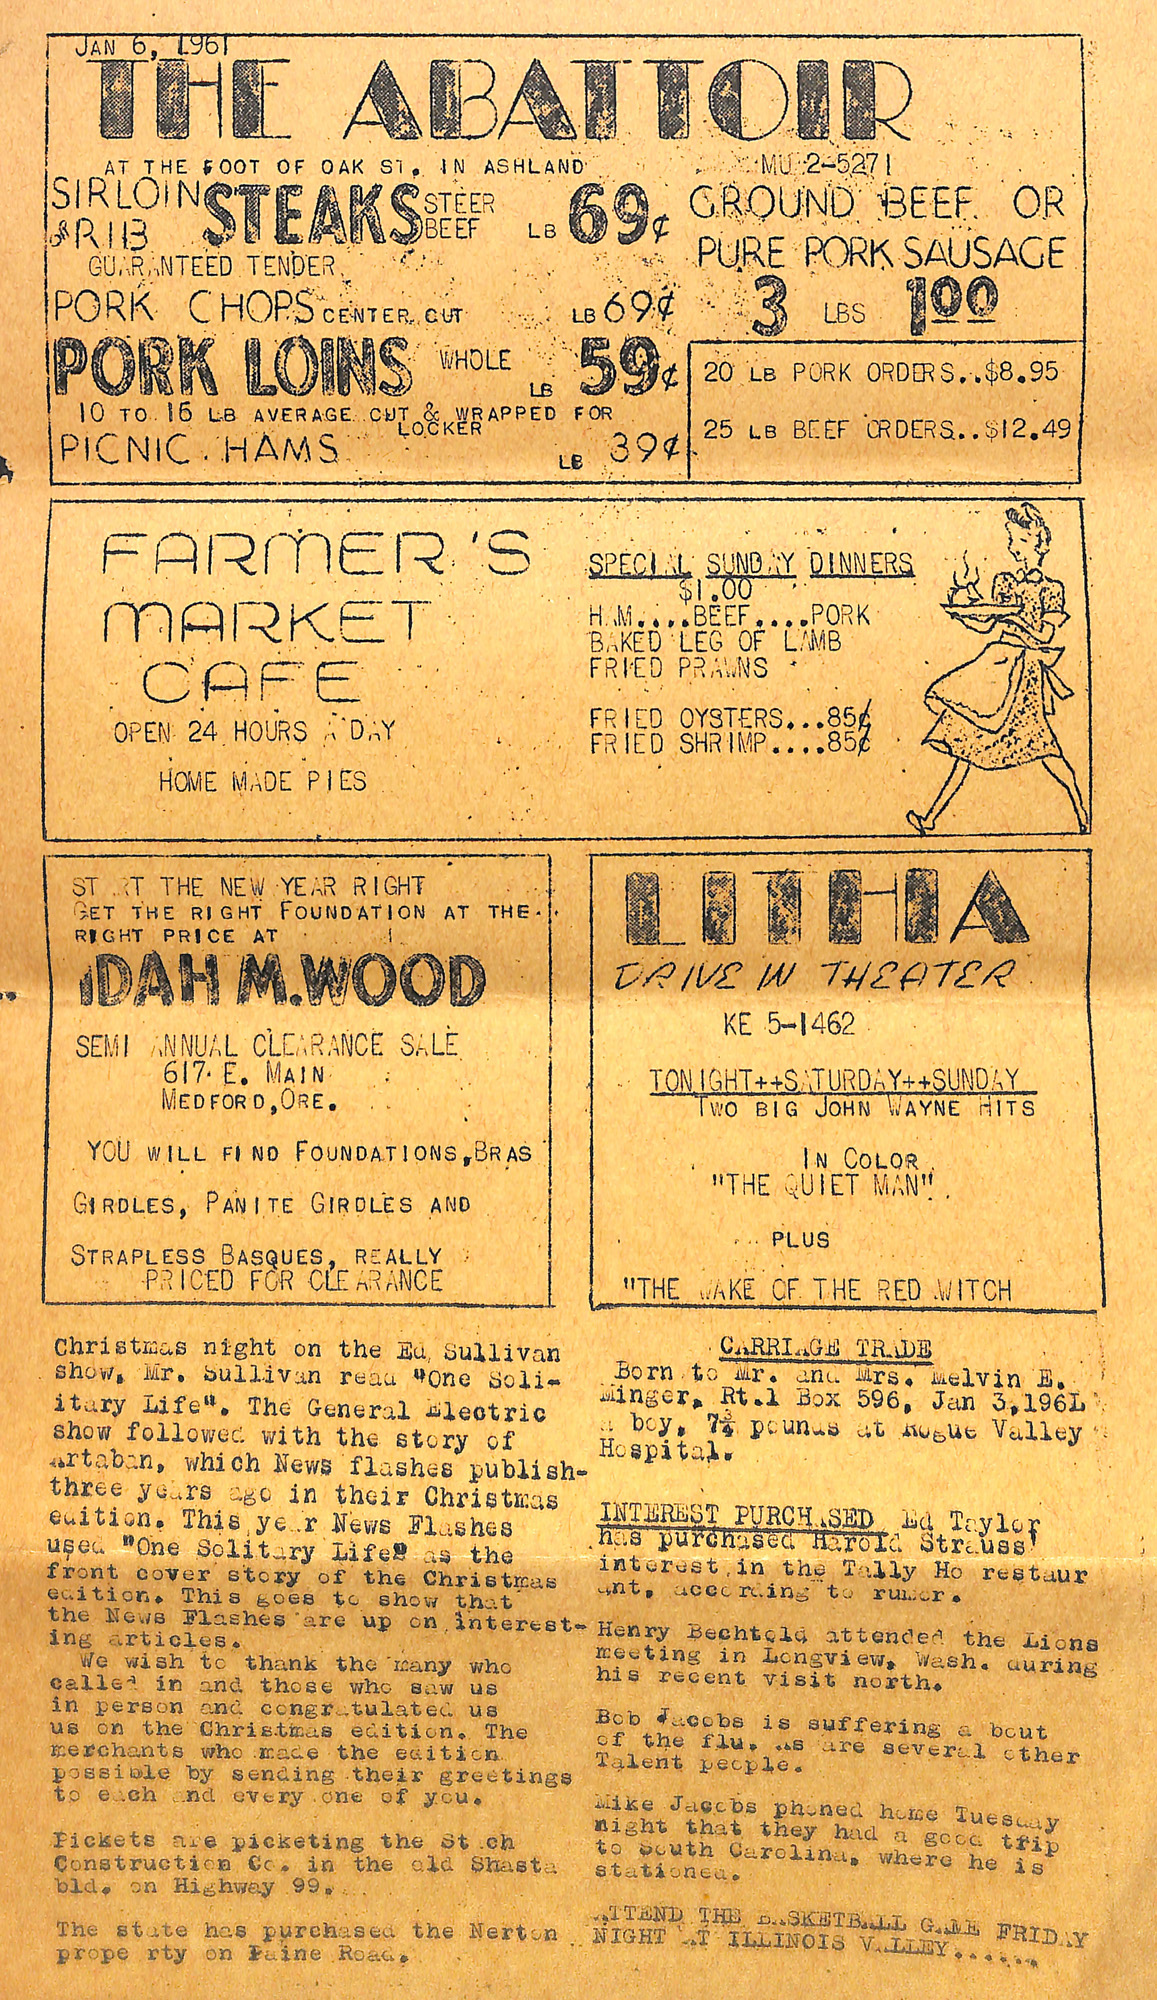 JAN 6, 1961
THE ABATTOIR
AT THE FOOT OF OAK ST. IN ASHLAND
MU 2-5271
SIRLOIN
& RIB
STEAKS
STEER
BEEF
LB 69¢
GUARANTEED TENDER
PORK CHOPS CENTER CUT LB 69¢
PORK LOINS WHOLE LB 59¢
10 TO 16 LB AVERAGE CUT & WRAPPED FOR
LOCKER
PICNIC HAMS LB 39¢
GROUND BEEF OR
PURE PORK SAUSAGE
3 LBS 1.00
20 LB PORK ORDERS..$8.95
25 LB BEEF ORDERS..$12.49
FARMER'S
MARKET
CAFE
OPEN 24 HOURS A DAY
HOME MADE PIES
SPECIAL SUNDAY DINNERS
$1.00
HAM....BEEF....PORK
BAKED LEG OF LAMB
FRIED PRAWNS
FRIED OYSTERS...85¢
FRIED SHRIMP....85¢
START THE NEW YEAR RIGHT
GET THE RIGHT FOUNDATION AT THE
RIGHT PRICE AT
IDAH M.WOOD
SEMI ANNUAL CLEARANCE SALE
617 E. MAIN
MEDFORD,ORE.
YOU WILL FIND FOUNDATIONS,BRAS
GIRDLES, PANITE GIRDLES AND
STRAPLESS BASQUES, REALLY
PRICED FOR CLEARANCE
LITHIA
DRIVE IN THEATER
KE 5-1462
TONIGHT++SATURDAY++SUNDAY
TWO BIG JOHN WAYNE HITS
IN COLOR
"THE QUIET MAN"
PLUS
"THE WAKE OF THE RED WITCH
Christmas night on the Ed Sullivan
show, Mr. Sullivan read "One Soli-
itary Life". The General Electric
show followed with the story of
Artaban, which News flashes publish-
three years ago in their Christmas
edition. This year News Flashes
used "One Solitary Life" as the
front cover story of the Christmas
edition. This goes to show that
the News Flashes are up on interest-
ing articles.
We wish to thank the many who
called in and those who saw us
in person and congratulated us
us on the Christmas edition. The
merchants who made the edition
possible by sending their greetings
to each and every one of you.
Pickets are picketing the Stach
Construction Co. in the old Shasta
bld. on Highway 99.
The state has purchased the Nerton
prope rty on Paine Road.
CARRIAGE TRADE
Born to Mr. and Mrs. Melvin E.
Minger, Rt.1 Box 596, Jan 3,196L
a boy, 7¾ pounds at Rogue Valley
Hospital.
INTEREST PURCHASED Ed Taylor
has purchased Harold Strauss'
interest in the Tally Ho restaur
ant, according to rumor.
Henry Bechtold attended the Lions
meeting in Longview, Wash. during
his recent visit north.
Bob Jacobs is suffering a bout
of the flu. As are several other
Talent people.
Mike Jacobs phoned home Tuesday
night that they had a good trip
to South Carolina, where he is
stationed.
ATTEND THE BASKETBALL GAME FRIDAY
NIGHT AT ILLINOIS VALLEY......